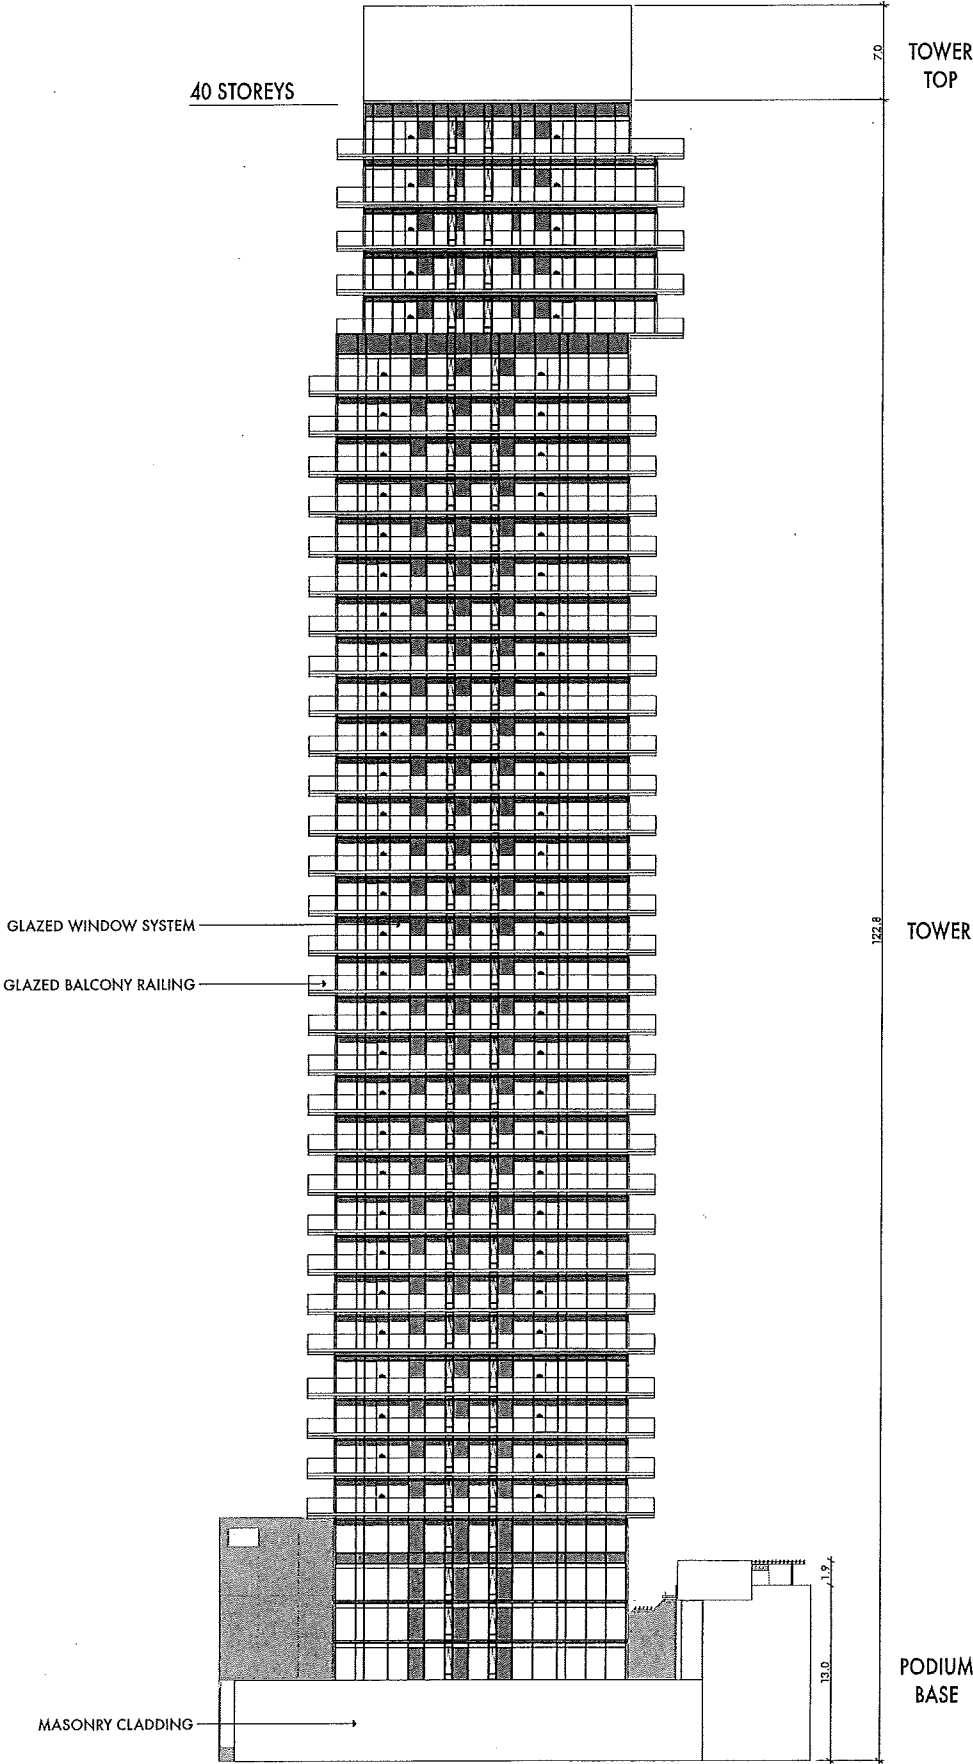 7.0
TOWER
TOP
40 STOREYS
GLAZED WINDOW SYSTEM
122.8
TOWER
GLAZED BALCONY RAILING
1.9
13.0
PODIUM
BASE
MASONRY CLADDING